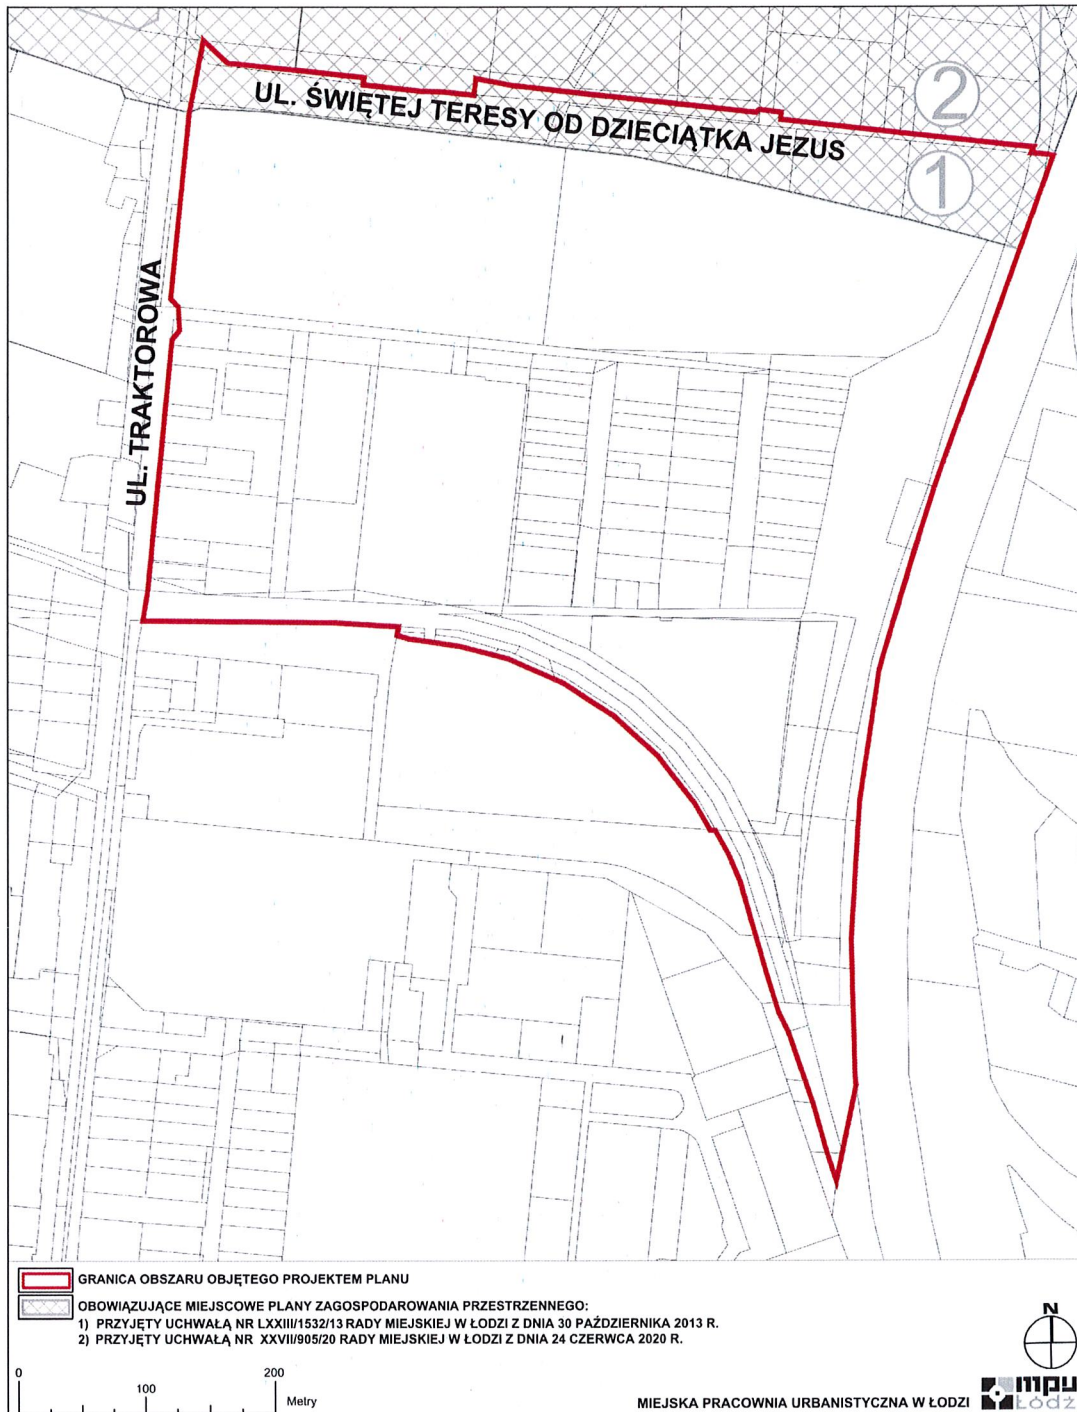 UL. ŚWIĘTEJ TERESY OD DZIECIĄTKA JEZUS
2
1
UL. TRAKTOROWA
GRANICA OBSZARU OBJĘTEGO PROJEKTEM PLANU
OBOWIĄZUJĄCE MIEJSCOWE PLANY ZAGOSPODAROWANIA PRZESTRZENNEGO:
1) PRZYJĘTY UCHWAŁĄ NR LXXIII/1532/13 RADY MIEJSKIEJ W ŁODZI Z DNIA 30 PAŹDZIERNIKA 2013 R.
2) PRZYJĘTY UCHWAŁĄ NR XXVII/905/20 RADY MIEJSKIEJ W ŁODZI Z DNIA 24 CZERWCA 2020 R.
N
0 100 200 Metry
MIEJSKA PRACOWNIA URBANISTYCZNA W ŁODZI
mpu
Łódź